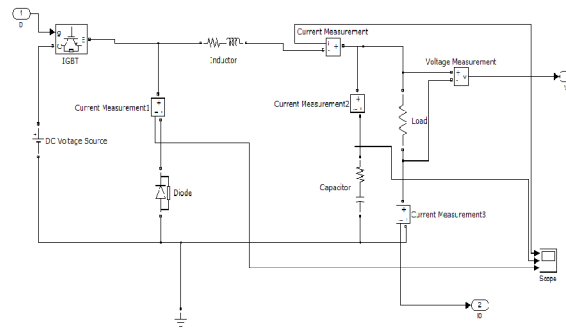 1
D
g
C
E
IGBT
Inductor
Current Measurement
i
+
-
Voltage Measurement
+
-
v
Current Measurement1
+
-
i
Current Measurement2
+
-
i
Load
DC Voltage Source
+
Diode
Capacitor
+
-
i
Current Measurement3
Scope
2
I0